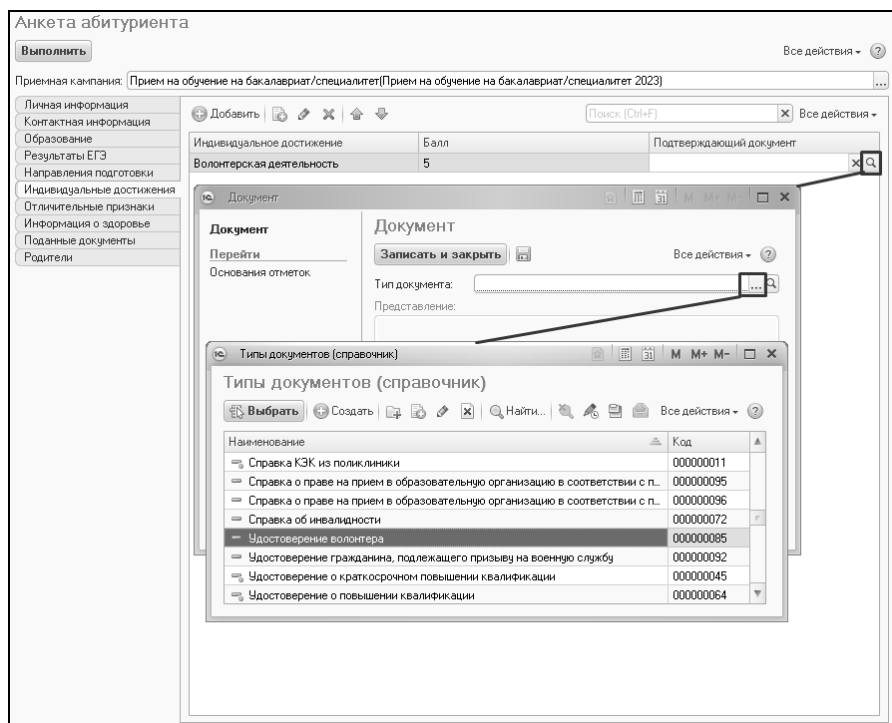 Анкета абитуриента
Выполнить
Все действия
Приемная кампания: Прием на обучение на бакалавриат/специалитет(Прием на обучение на бакалавриат/специалитет 2023)
Личная информация
Контактная информация
Образование
Результаты ЕГЭ
Направления подготовки
Индивидуальные достижения
Отличительные признаки
Информация о здоровье
Поданные документы
Родители
Добавить
Поиск (Ctrl+F)
Все действия
Индивидуальное достижение Балл Подтверждающий документ
Волонтерская деятельность 5
Документ M M+ M-
Документ
Перейти
Основания отметок
Документ
Записать и закрыть Все действия
Тип документа:
Представление:
Типы документов (справочник) M M+ M-
Типы документов (справочник)
Выбрать Создать Найти... Все действия
Наименование Код
Справка КЭК из поликлиники 000000011
Справка о праве на прием в образовательную организацию в соответствии с п... 000000095
Справка о праве на прием в образовательную организацию в соответствии с п... 000000096
Справка об инвалидности 000000072
Удостоверение волонтера 000000085
Удостоверение гражданина, подлежащего призыву на военную службу 000000092
Удостоверение о краткосрочном повышении квалификации 000000045
Удостоверение о повышении квалификации 000000064